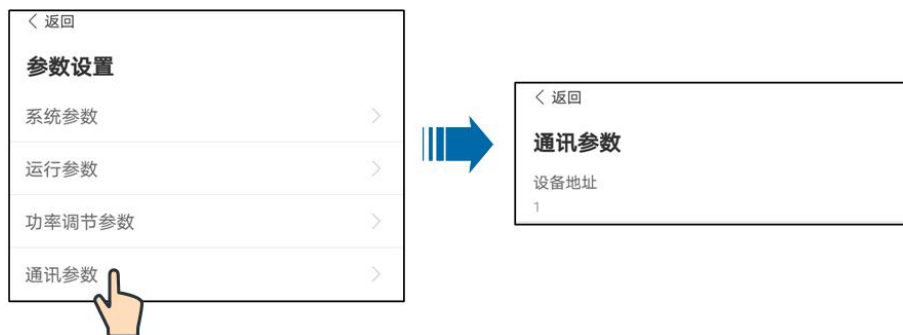 返回
参数设置
系统参数
运行参数
功率调节参数
通讯参数
返回
通讯参数
设备地址
1